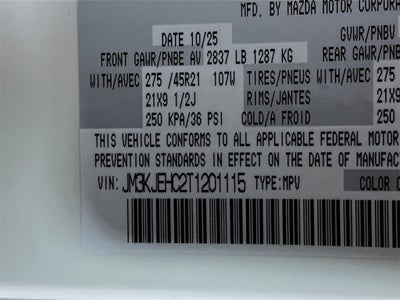 MFD. BY MAZDA MOTOR CORPORA
DATE 10/25 GVWR/PNBV
FRONT GAWR/PNBE AV 2837 LB 1287 KG REAR GAWR/PN
WITH/AVEC 275 /45R21 107W TIRES/PNEUS WITH/AVEC 275
21X9 1/2J RIMS/JANTES 21X9
250 KPA/36 PSI COLD/A FROID 250
THIS VEHICLE CONFORMS TO ALL APPLICABLE FEDERAL MOTOR
PREVENTION STANDARDS IN EFFECT ON THE DATE OF MANUFAC
VIN: JM3KJEHC2T1201115 TYPE:MPV COLOR